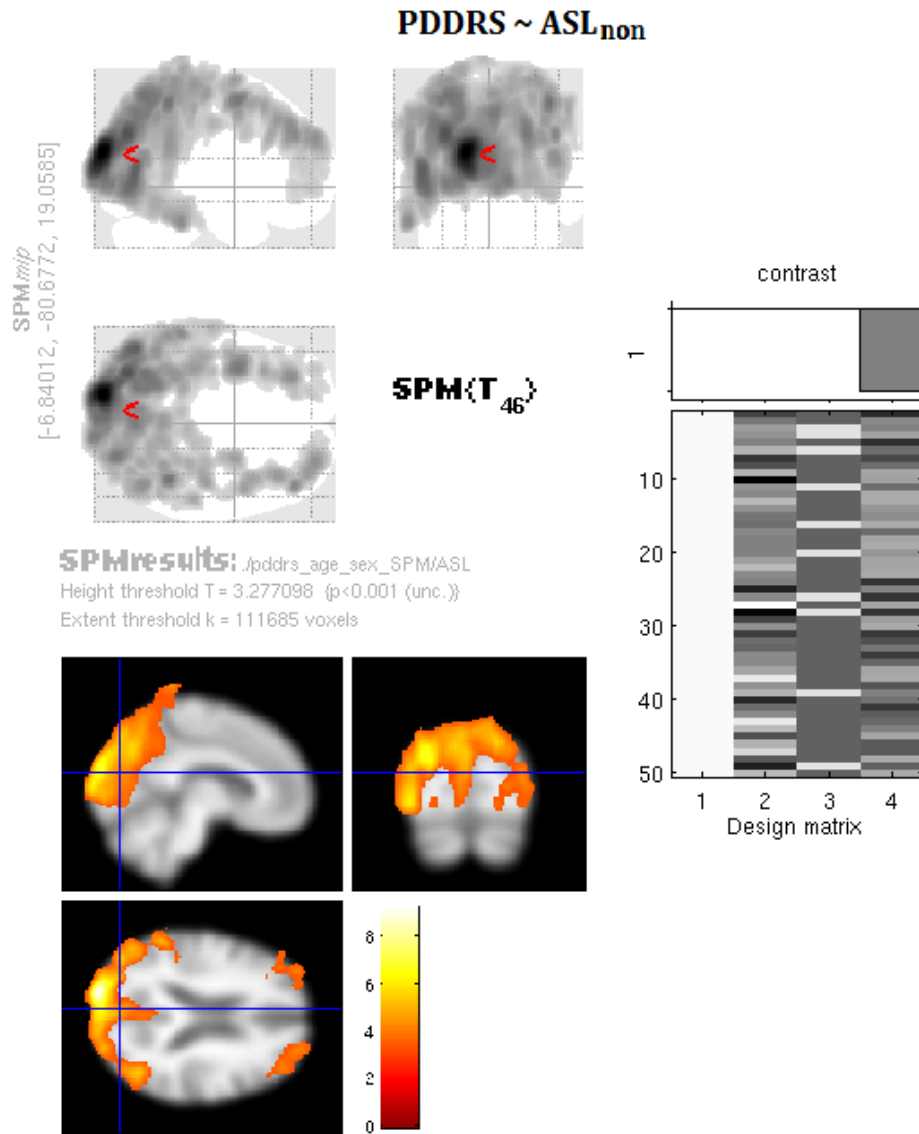 PDDRS ~ ASLnon
SPMmip
[-6.84012, -80.6772, 19.0585]
SPM{T46}
SPMresults: ./pddrs_age_sex_SPM/ASL
Height threshold T = 3.277098 {p<0.001 (unc.)}
Extent threshold k = 111685 voxels
contrast
1
10
20
30
40
50
1 2 3 4
Design matrix
8
6
4
2
0